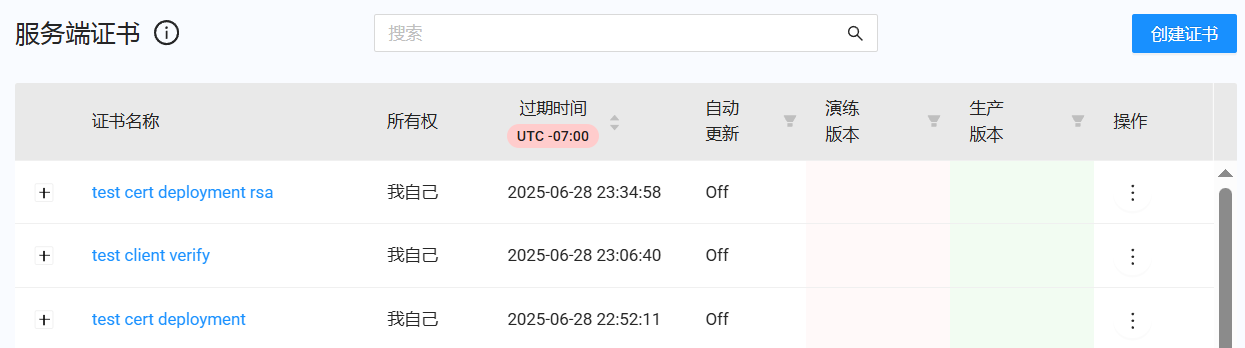 服务端证书
搜索
创建证书
证书名称
所有权
过期时间
UTC -07:00
自动
更新
演练
版本
生产
版本
操作
test cert deployment rsa 我自己 2025-06-28 23:34:58 Off
test client verify 我自己 2025-06-28 23:06:40 Off
test cert deployment 我自己 2025-06-28 22:52:11 Off